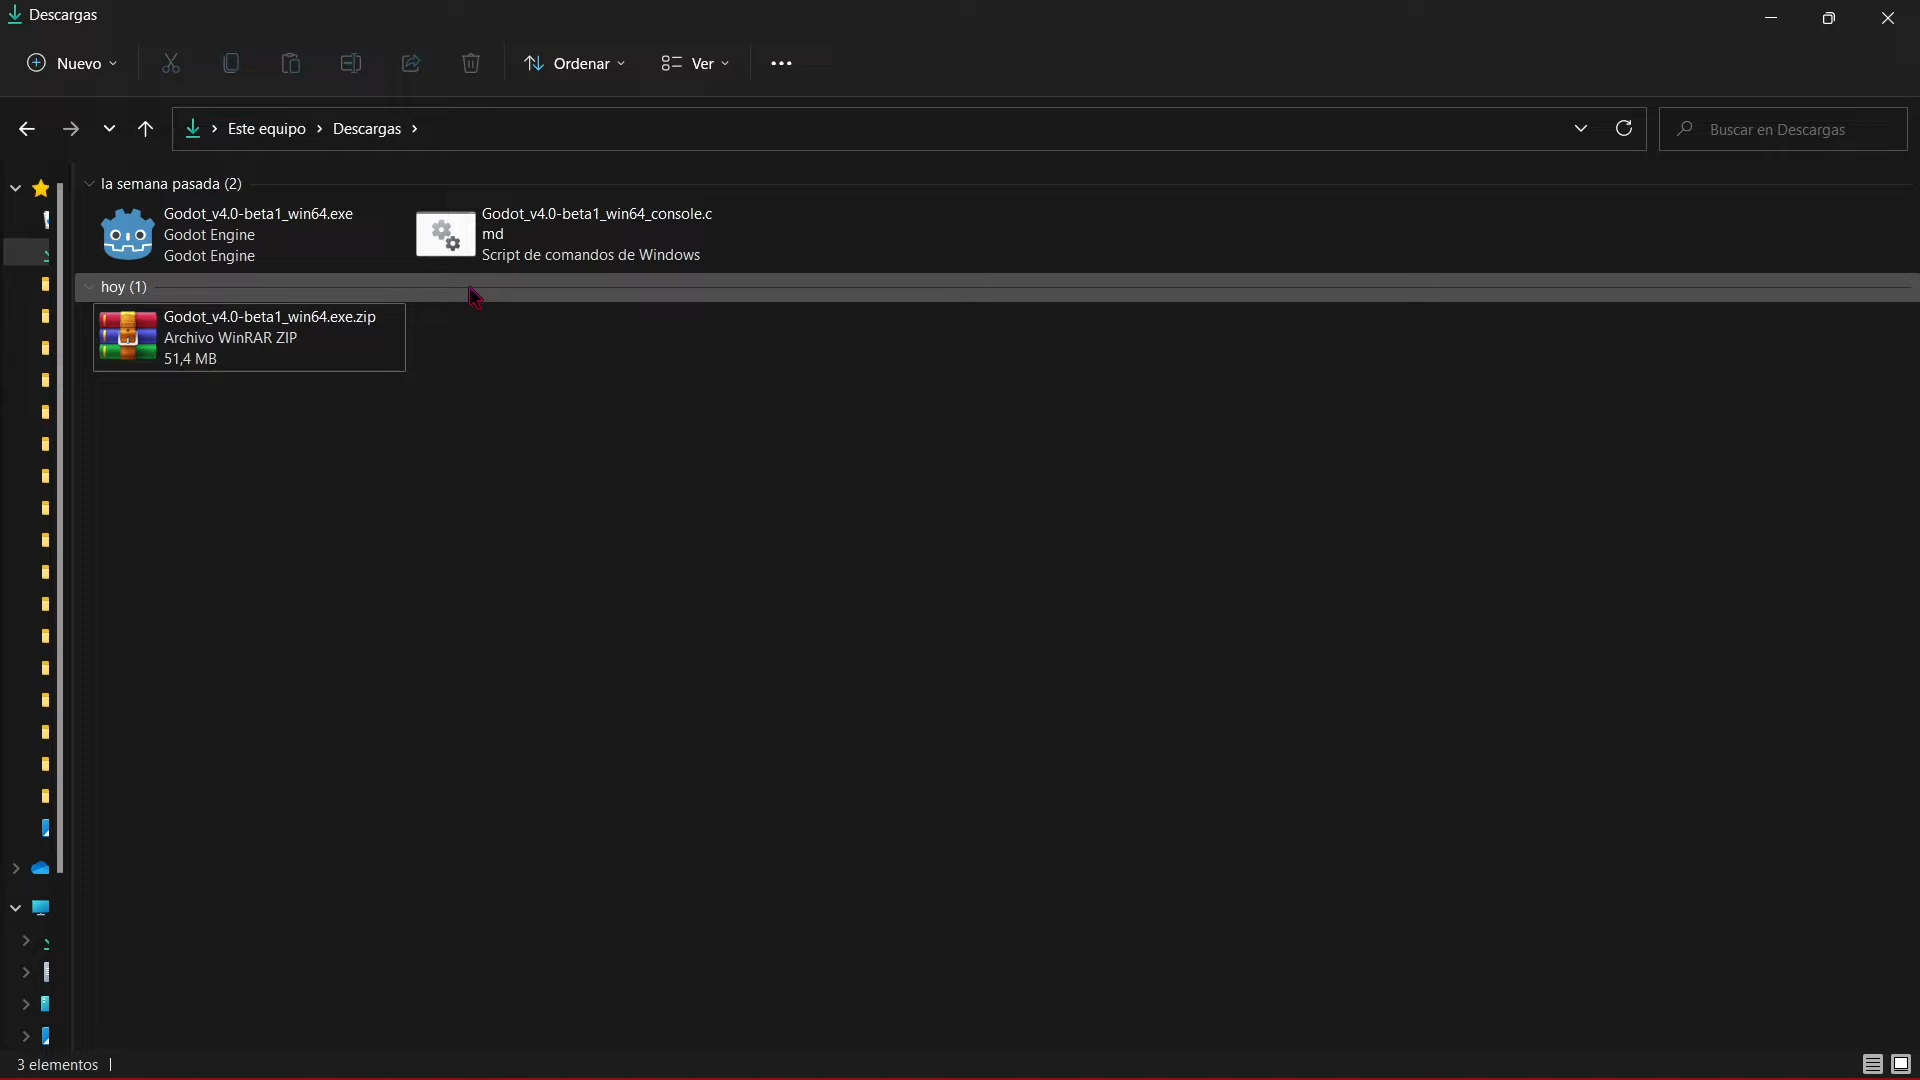 Descargas
Nuevo
Ordenar
Ver
Este equipo
Descargas
Buscar en Descargas
la semana pasada (2)
Godot_v4.0-beta1_win64.exe
Godot Engine
Godot Engine
Godot_v4.0-beta1_win64_console.c
md
Script de comandos de Windows
hoy (1)
Godot_v4.0-beta1_win64.exe.zip
Archivo WinRAR ZIP
51,4 MB
3 elementos